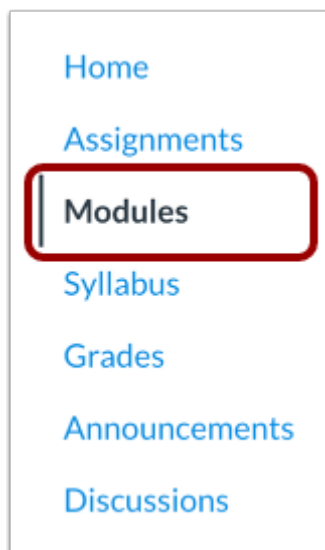 Home
Assignments
Modules
Syllabus
Grades
Announcements
Discussions